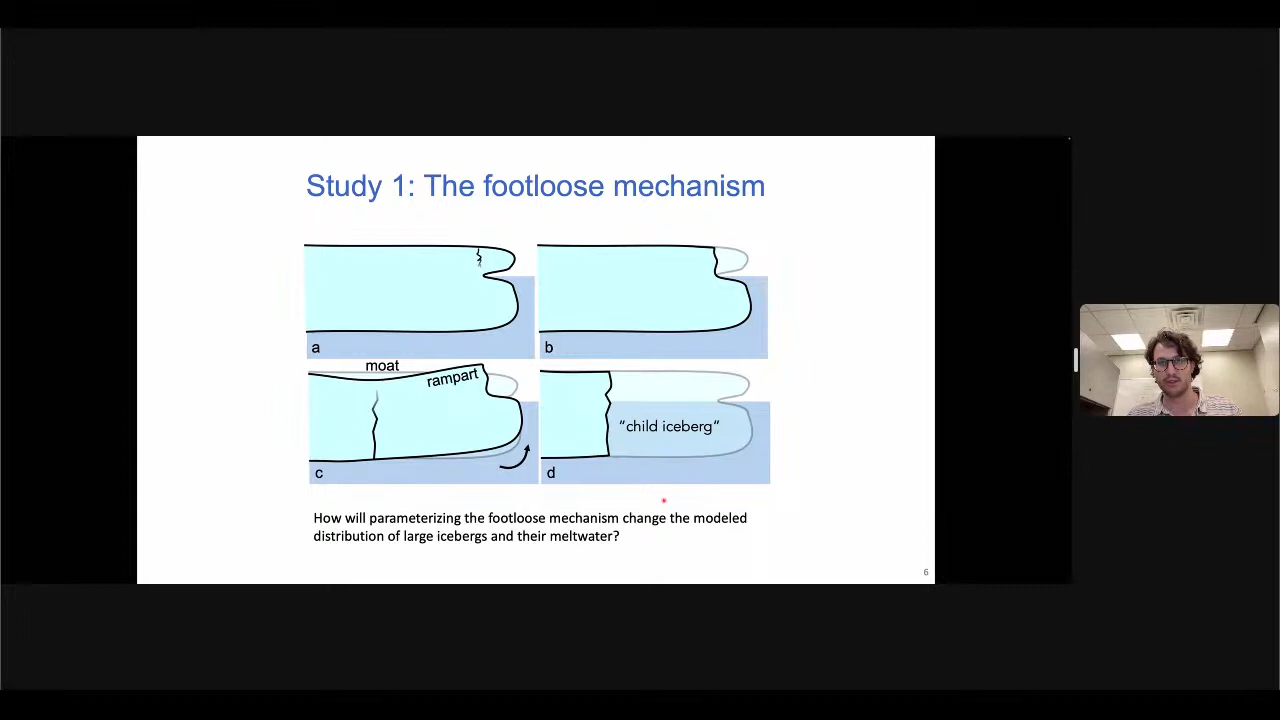 Study 1: The footloose mechanism
a
b
moat
rampart
c
"child iceberg"
d
How will parameterizing the footloose mechanism change the modeled
distribution of large icebergs and their meltwater?
6